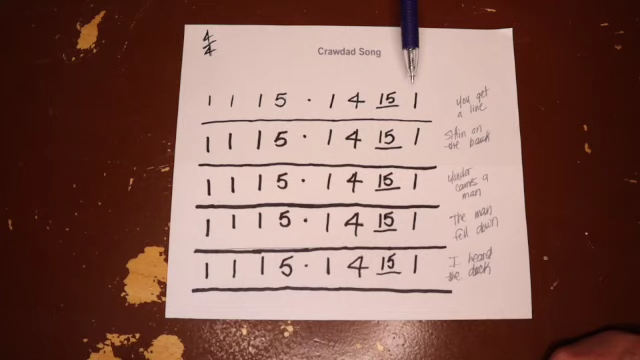 4
4
Crawdad Song
1 1 1 5 · 1 4 15 1
You get
a line
1 1 1 5 · 1 4 15 1
Sittin on
the bank
1 1 1 5 · 1 4 15 1
Yonder
comes a
man
1 1 1 5 · 1 4 15 1
The man
fell down
1 1 1 5 · 1 4 15 1
I heard
the duck